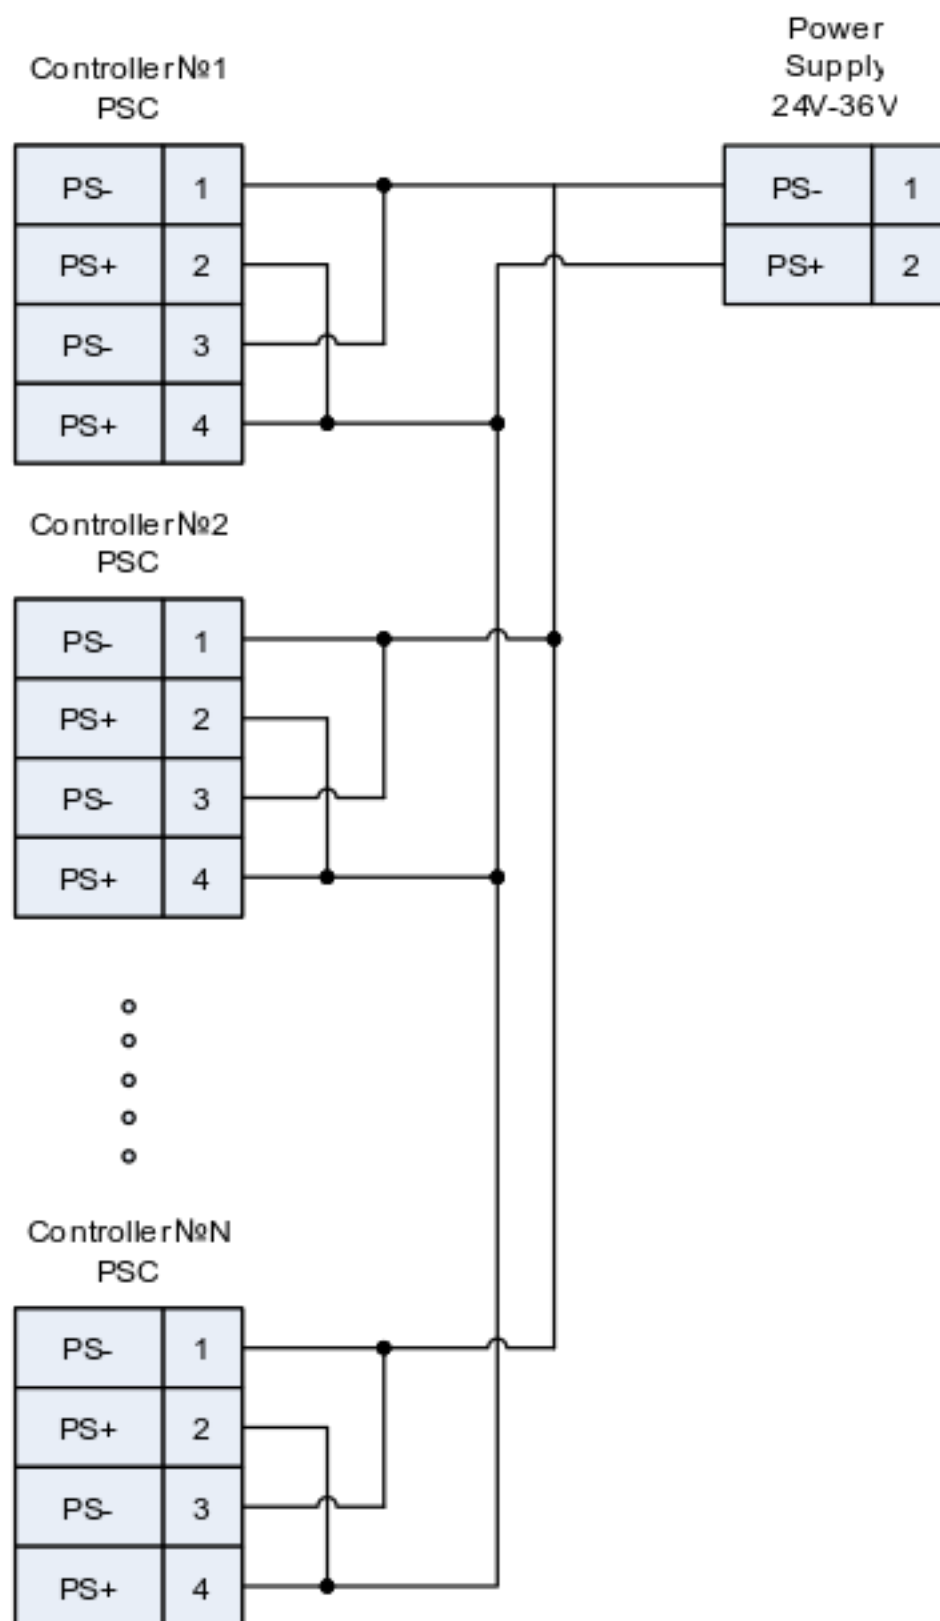 Controller№1
PSC
PS- 1
PS+ 2
PS- 3
PS+ 4
Power
Supply
24V-36V
PS- 1
PS+ 2
Controller№2
PSC
PS- 1
PS+ 2
PS- 3
PS+ 4
Controller№N
PSC
PS- 1
PS+ 2
PS- 3
PS+ 4